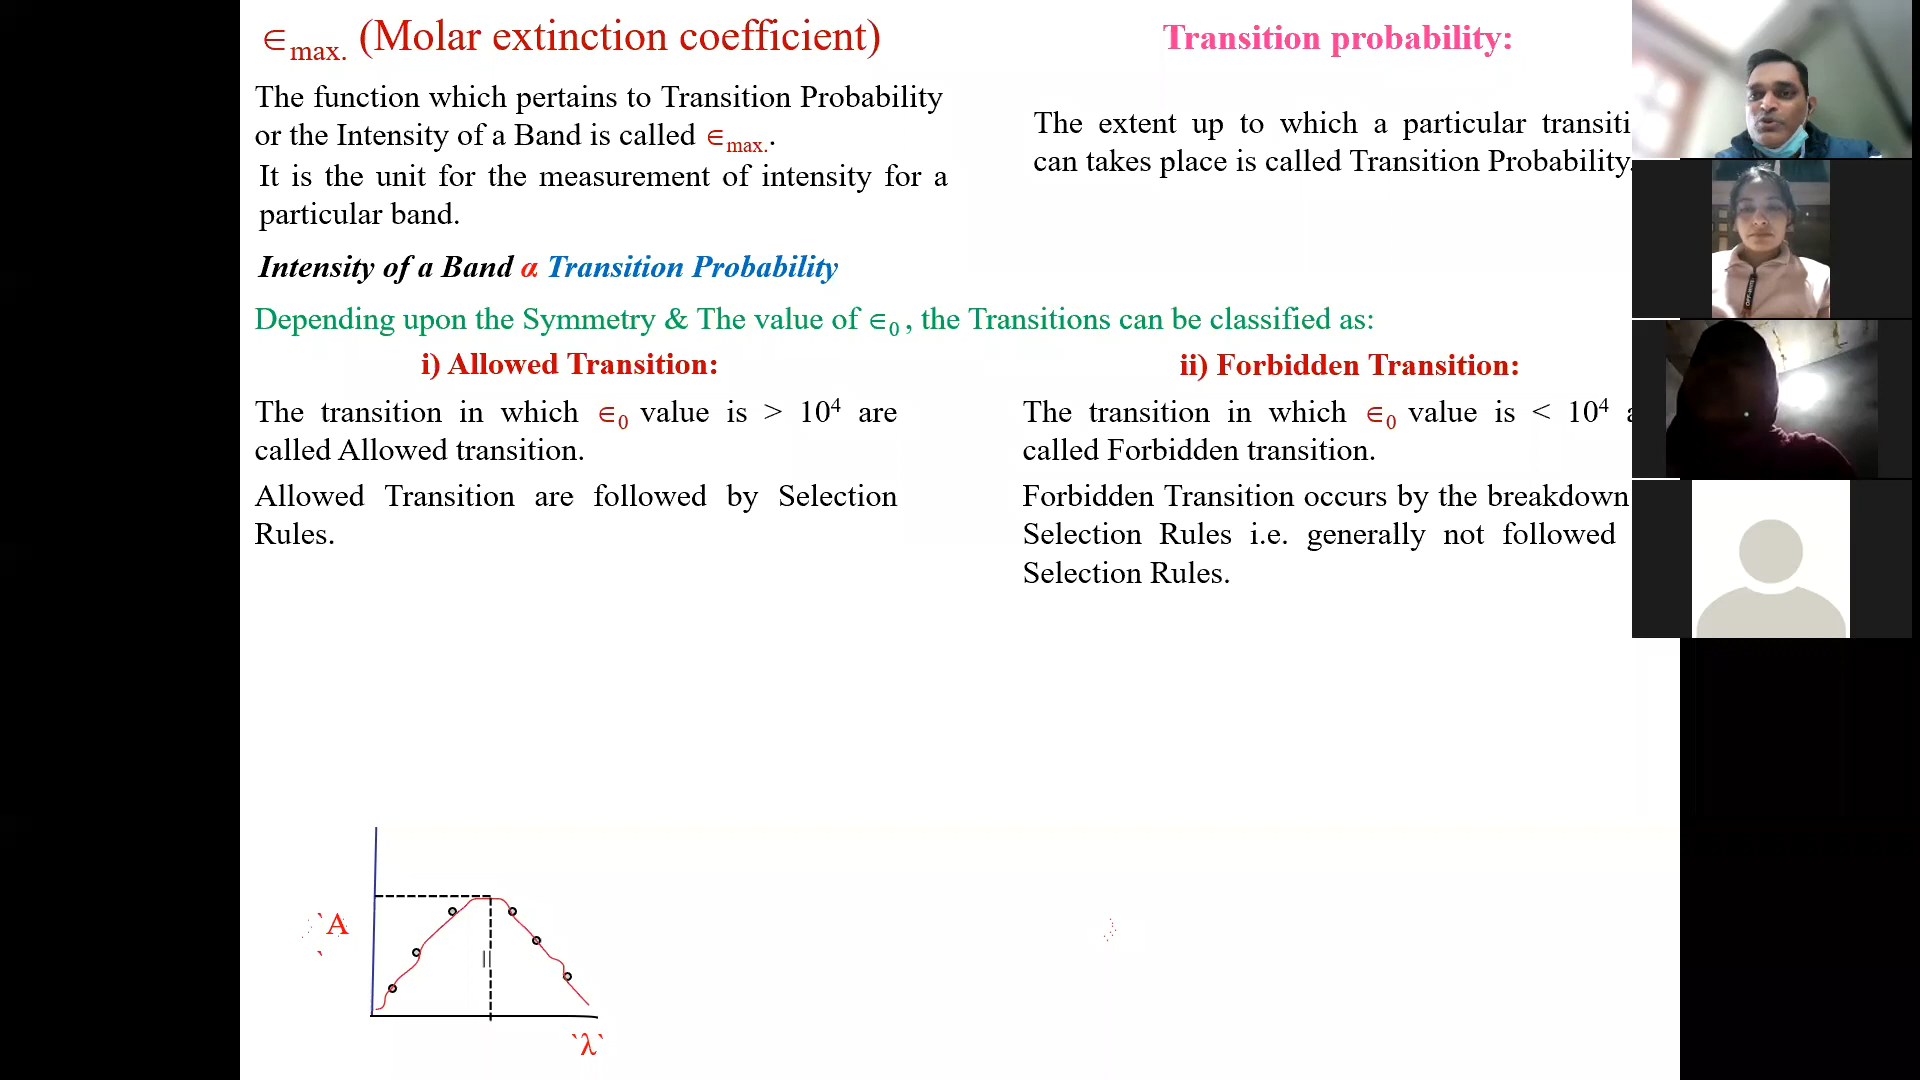 ∈max. (Molar extinction coefficient)
The function which pertains to Transition Probability
or the Intensity of a Band is called ∈max..
It is the unit for the measurement of intensity for a
particular band.
Intensity of a Band α Transition Probability
Transition probability:
The extent up to which a particular transiti
can takes place is called Transition Probability.
Depending upon the Symmetry & The value of ∈0 , the Transitions can be classified as:
i) Allowed Transition:
The transition in which ∈0 value is > 10⁴ are
called Allowed transition.
Allowed Transition are followed by Selection
Rules.
ii) Forbidden Transition:
The transition in which ∈0 value is < 10⁴ a
called Forbidden transition.
Forbidden Transition occurs by the breakdown
Selection Rules i.e. generally not followed
Selection Rules.
`A
`
`λ`